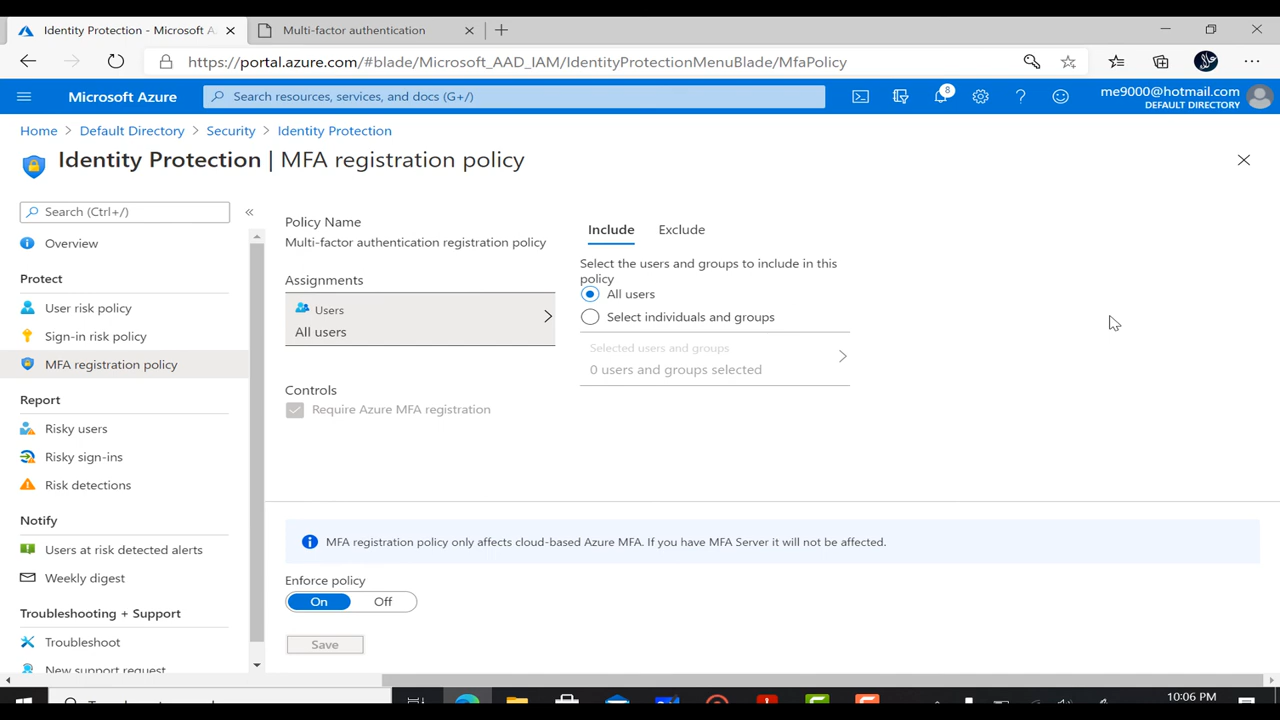 Identity Protection - Microsoft A
Multi-factor authentication
https://portal.azure.com/#blade/Microsoft_AAD_IAM/IdentityProtectionMenuBlade/MfaPolicy
Microsoft Azure
Search resources, services, and docs (G+/)
8
me9000@hotmail.com
DEFAULT DIRECTORY
Home > Default Directory > Security > Identity Protection
Identity Protection | MFA registration policy
Search (Ctrl+/)
«
Overview
Protect
User risk policy
Sign-in risk policy
MFA registration policy
Report
Risky users
Risky sign-ins
Risk detections
Notify
Users at risk detected alerts
Weekly digest
Troubleshooting + Support
Troubleshoot
New support request
Policy Name
Multi-factor authentication registration policy
Assignments
Users
All users
Controls
Require Azure MFA registration
Include
Exclude
Select the users and groups to include in this
policy
All users
Select individuals and groups
Selected users and groups
0 users and groups selected
MFA registration policy only affects cloud-based Azure MFA. If you have MFA Server it will not be affected.
Enforce policy
On
Off
Save
10:06 PM